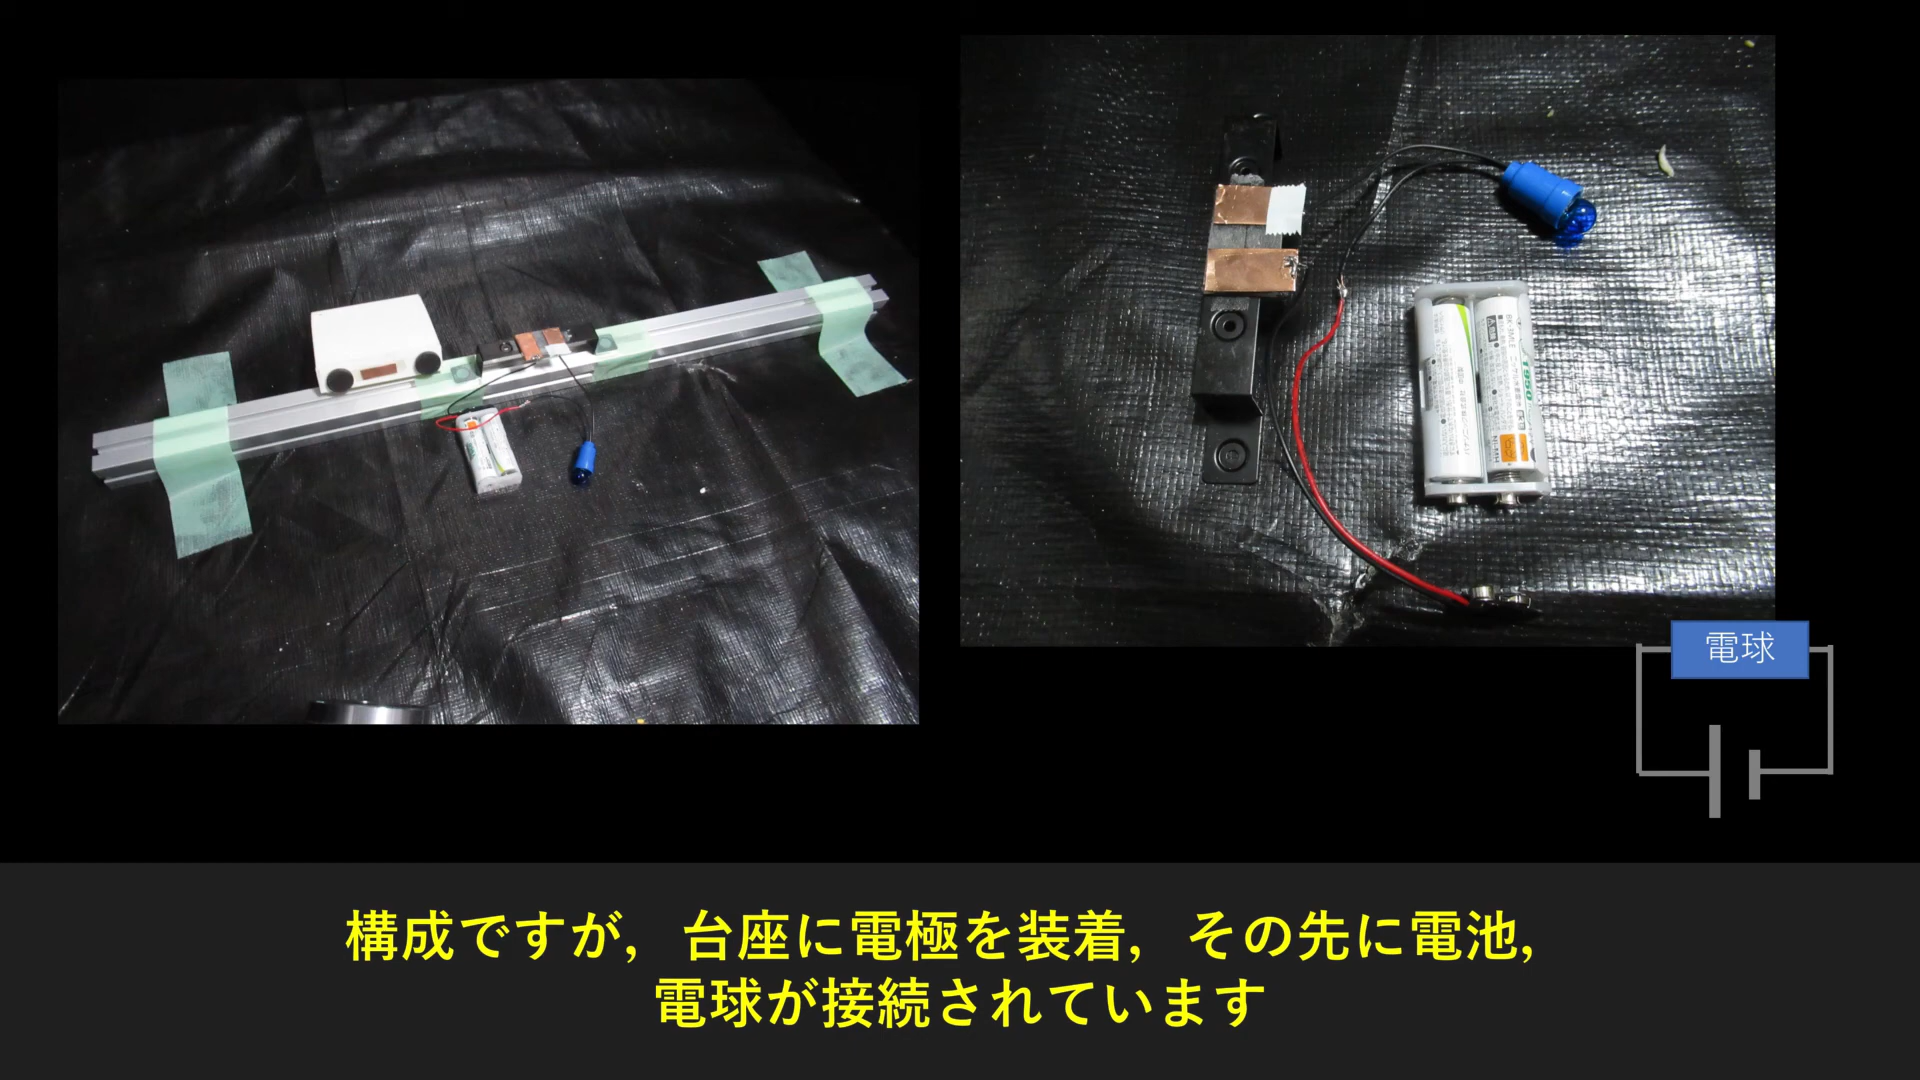 電球
構成ですが，台座に電極を装着，その先に電池，
電球が接続されています